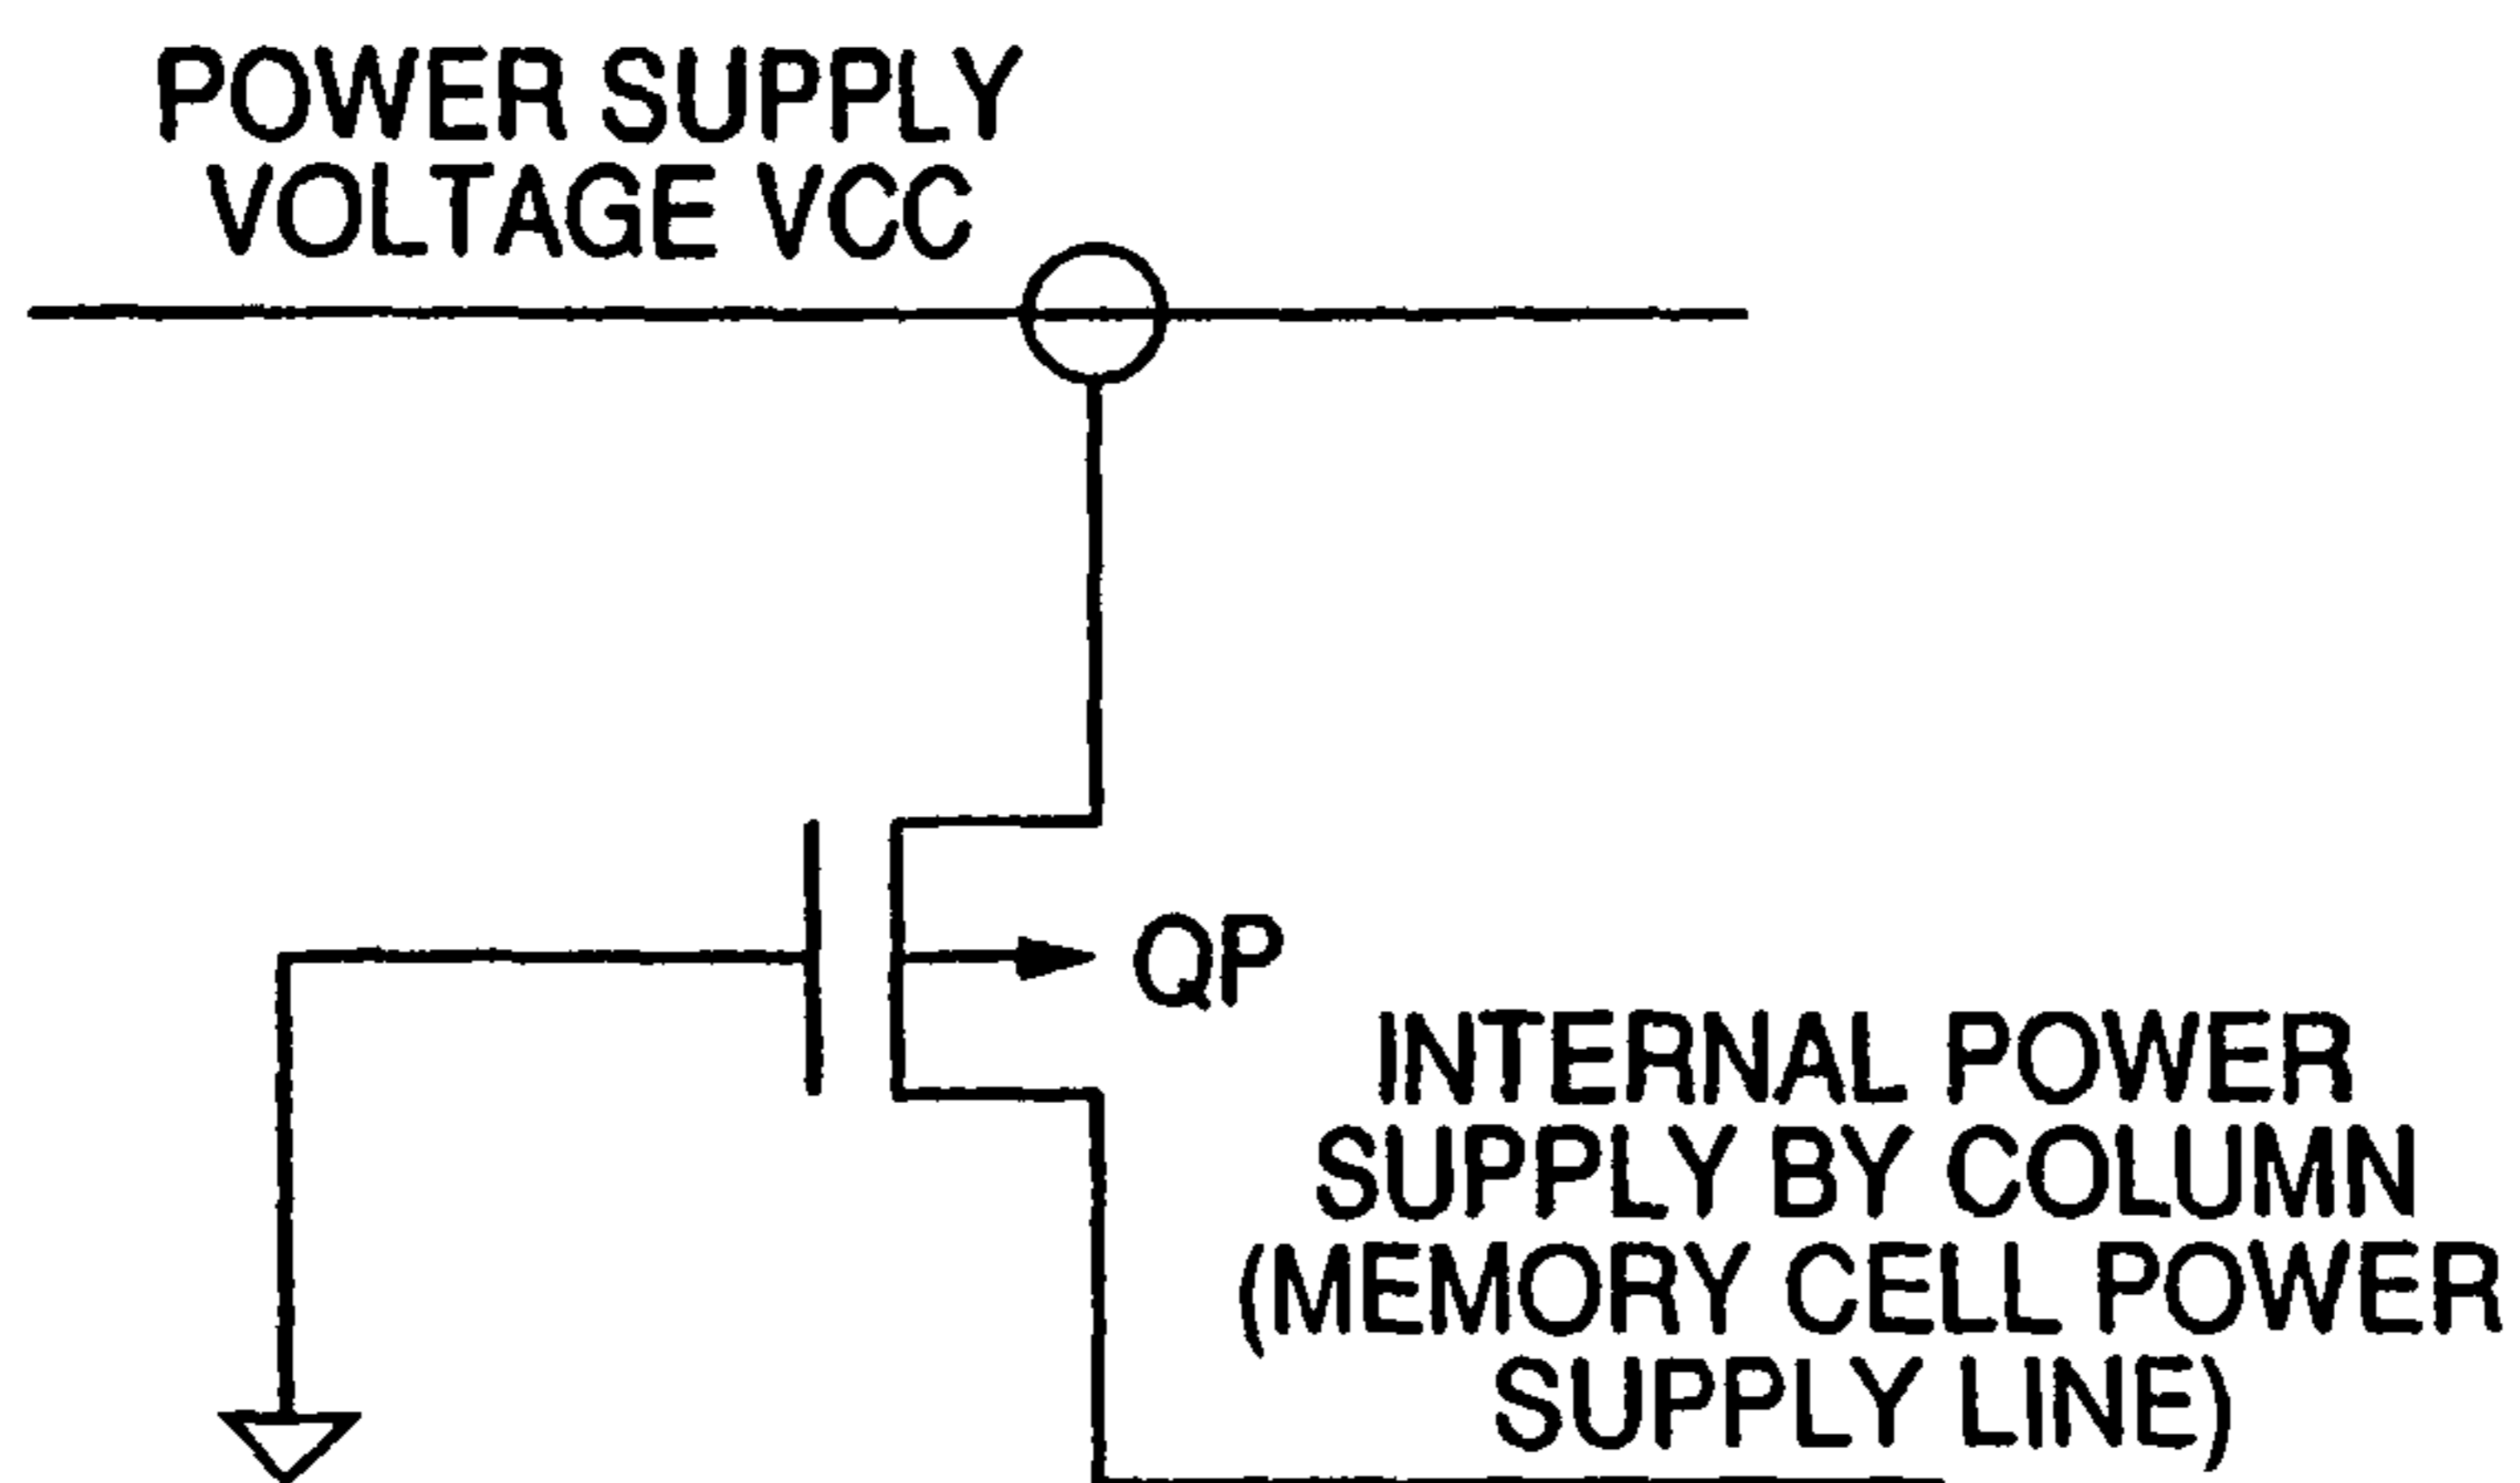 POWER SUPPLY
VOLTAGE VCC
QP
INTERNAL POWER
SUPPLY BY COLUMN
(MEMORY CELL POWER
SUPPLY LINE)